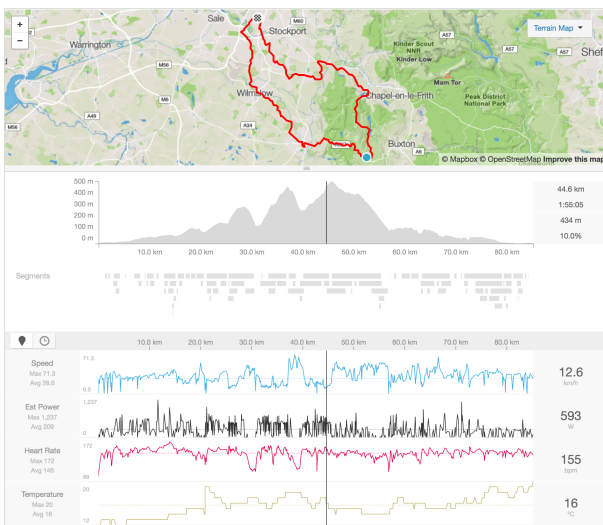 Sale
M60
Stockport
Terrain Map
+
−
Warrington
A57
A57
A57
Shef
Kinder Scout
NNR
Kinder Low
M56
Mam Tor
Wilmslow
Chapel-en-le-Frith
Peak District
National Park
M6
A49
A34
M56
Buxton
A6
© Mapbox © OpenStreetMap Improve this map
500 m
400 m
300 m
200 m
100 m
0 m
44.6 km
1:55:05
434 m
10.0%
10.0 km 20.0 km 30.0 km 40.0 km 50.0 km 60.0 km 70.0 km 80.0 km
Segments
10.0 km 20.0 km 30.0 km 40.0 km 50.0 km 60.0 km 70.0 km 80.0 km
Speed
Max 71.3
Avg 28.6
71.3
0.0
12.6
km/h
Est Power
Max 1,237
Avg 209
1,237
0
593
W
Heart Rate
Max 172
Avg 146
172
89
155
bpm
Temperature
Max 20
Avg 16
20
12
16
°C